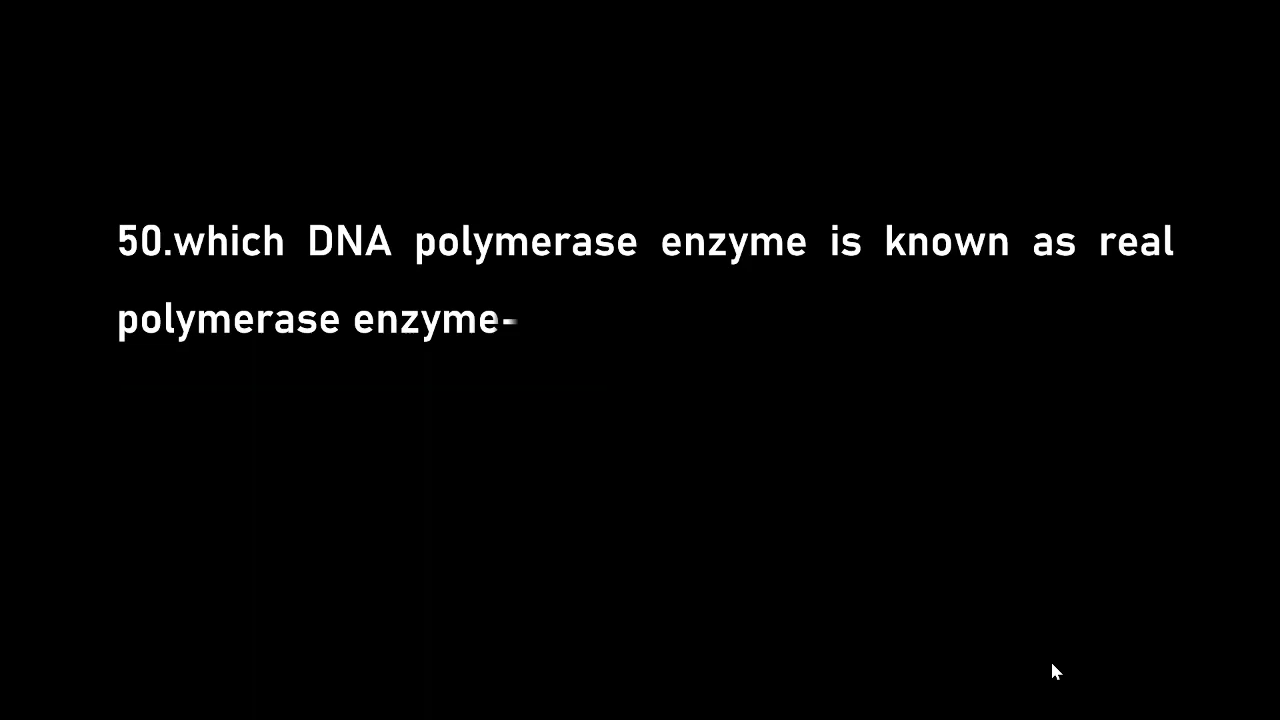 50.which DNA polymerase enzyme is known as real
polymerase enzyme-